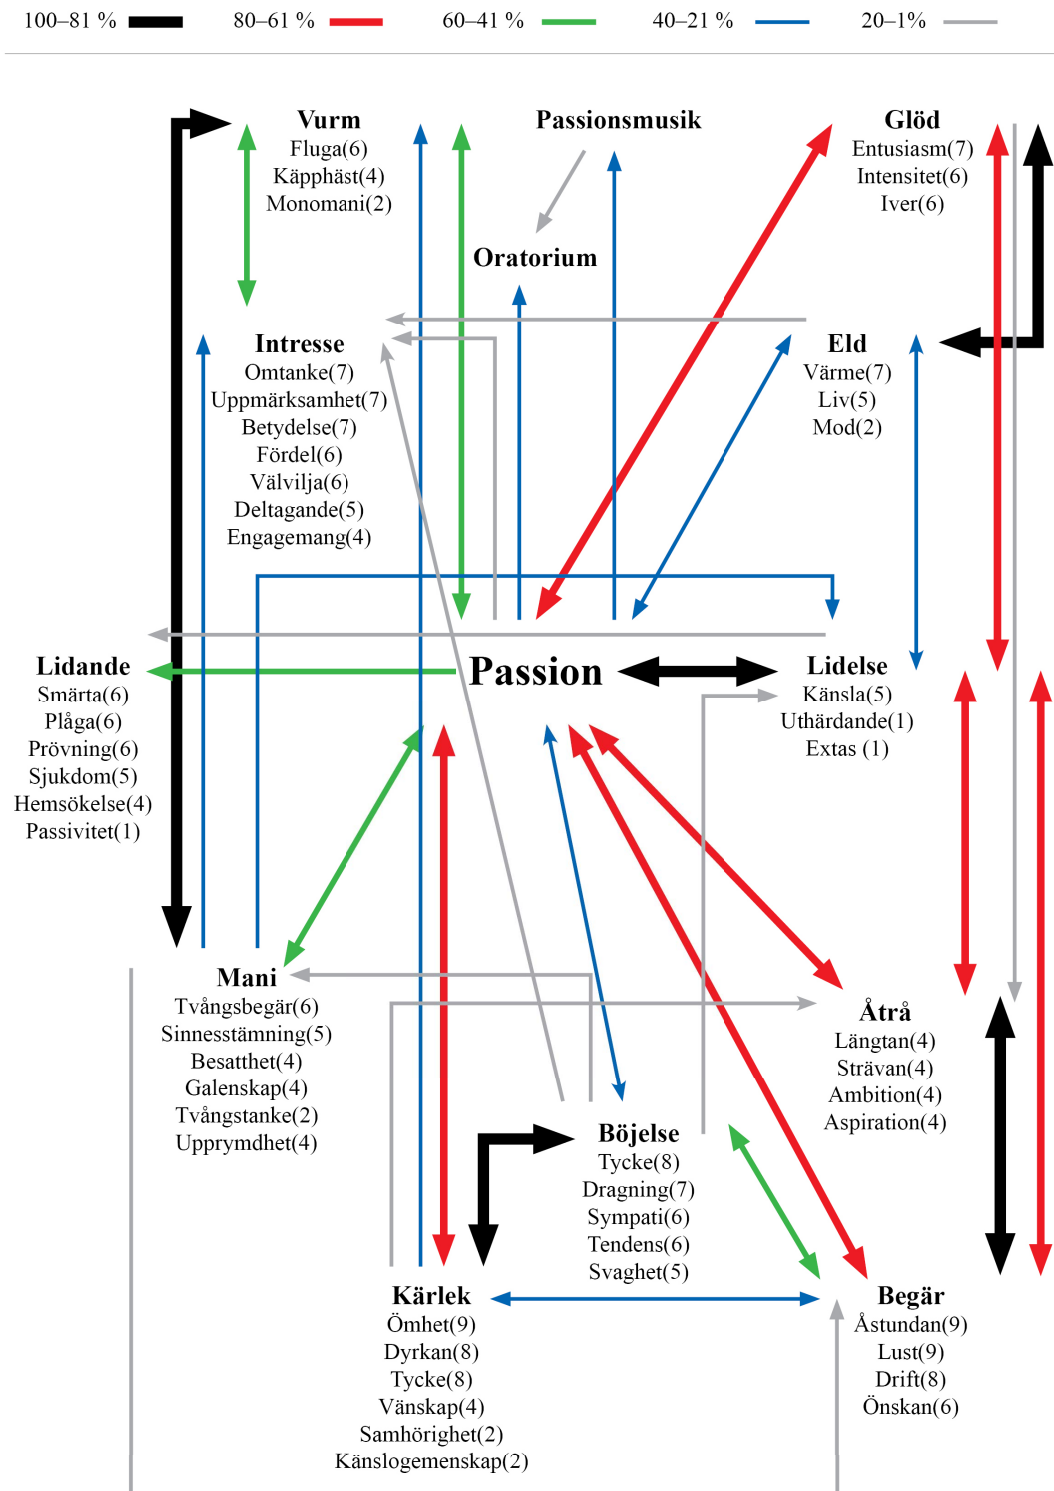 100–81 % 80–61 % 60–41 % 40–21 % 20–1%
Vurm
Fluga(6)
Käpphäst(4)
Monomani(2)
Passionsmusik
Glöd
Entusiasm(7)
Intensitet(6)
Iver(6)
Oratorium
Intresse
Omtanke(7)
Uppmärksamhet(7)
Betydelse(7)
Fördel(6)
Välvilja(6)
Deltagande(5)
Engagemang(4)
Eld
Värme(7)
Liv(5)
Mod(2)
Lidande
Smärta(6)
Plåga(6)
Prövning(6)
Sjukdom(5)
Hemsökelse(4)
Passivitet(1)
Passion
Lidelse
Känsla(5)
Uthärdande(1)
Extas (1)
Mani
Tvångsbegär(6)
Sinnesstämning(5)
Besatthet(4)
Galenskap(4)
Tvångstanke(2)
Upprymdhet(4)
Åtrå
Längtan(4)
Strävan(4)
Ambition(4)
Aspiration(4)
Böjelse
Tycke(8)
Dragning(7)
Sympati(6)
Tendens(6)
Svaghet(5)
Kärlek
Ömhet(9)
Dyrkan(8)
Tycke(8)
Vänskap(4)
Samhörighet(2)
Känslogemenskap(2)
Begär
Åstundan(9)
Lust(9)
Drift(8)
Önskan(6)